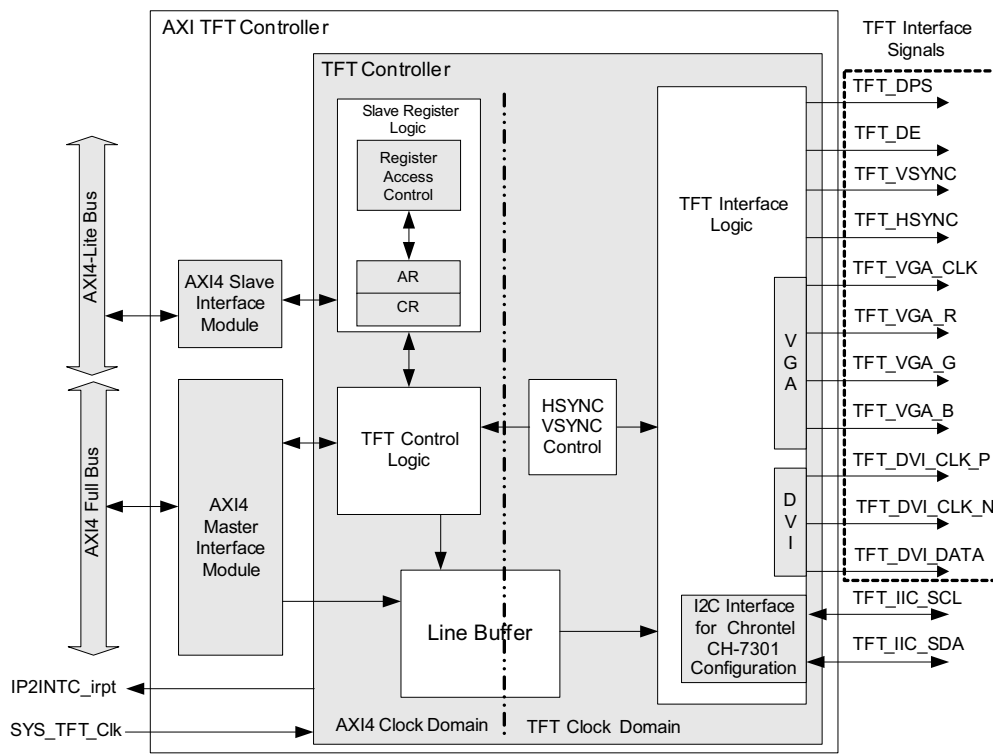 AXI TFT Controller
TFT Interface
Signals
TFT Controller
Slave Register
Logic
Register
Access
Control
AR
CR
AXI4-Lite Bus
AXI4 Slave
Interface
Module
AXI4 Full Bus
AXI4
Master
Interface
Module
TFT Control
Logic
HSYNC
VSYNC
Control
Line Buffer
TFT Interface
Logic
VGA
DVI
I2C Interface
for Chrontel
CH-7301
Configuration
TFT_DPS
TFT_DE
TFT_VSYNC
TFT_HSYNC
TFT_VGA_CLK
TFT_VGA_R
TFT_VGA_G
TFT_VGA_B
TFT_DVI_CLK_P
TFT_DVI_CLK_N
TFT_DVI_DATA
TFT_IIC_SCL
TFT_IIC_SDA
IP2INTC_irpt
SYS_TFT_Clk
AXI4 Clock Domain
TFT Clock Domain